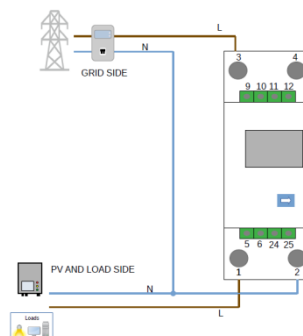 L
N
3 4
9 10 11 12
GRID SIDE
5 6 24 25
PV AND LOAD SIDE
1 2
N
L
Loads